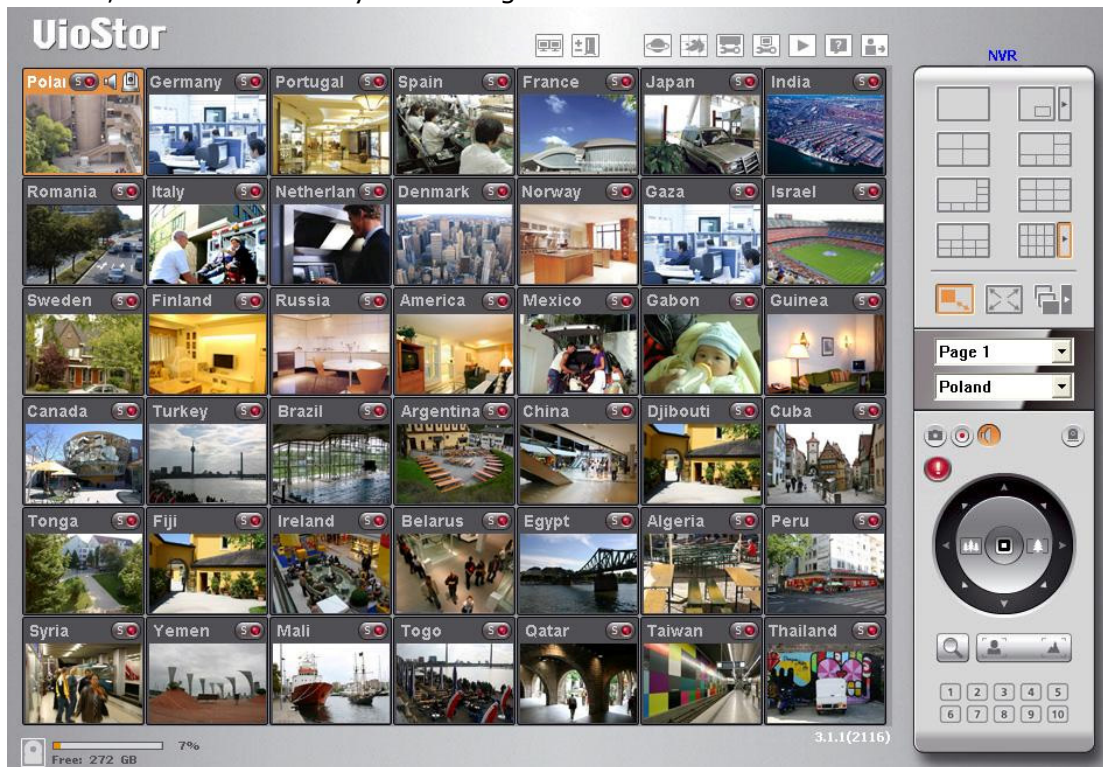 VioStor
NVR
Polan S Germany S Portugal S Spain S France S Japan S India S
Romania S Italy S Netherlan S Denmark S Norway S Gaza S Israel S
Sweden S Finland S Russia S America S Mexico S Gabon S Guinea S
Page 1
Poland
Canada S Turkey S Brazil S Argentina S China S Djibouti S Cuba S
Tonga S Fiji S Ireland S Belarus S Egypt S Algeria S Peru S
Syria S Yemen S Mali S Togo S Qatar S Taiwan S Thailand S
1 2 3 4 5
6 7 8 9 10
3.1.1(2116)
7%
Free: 272 GB